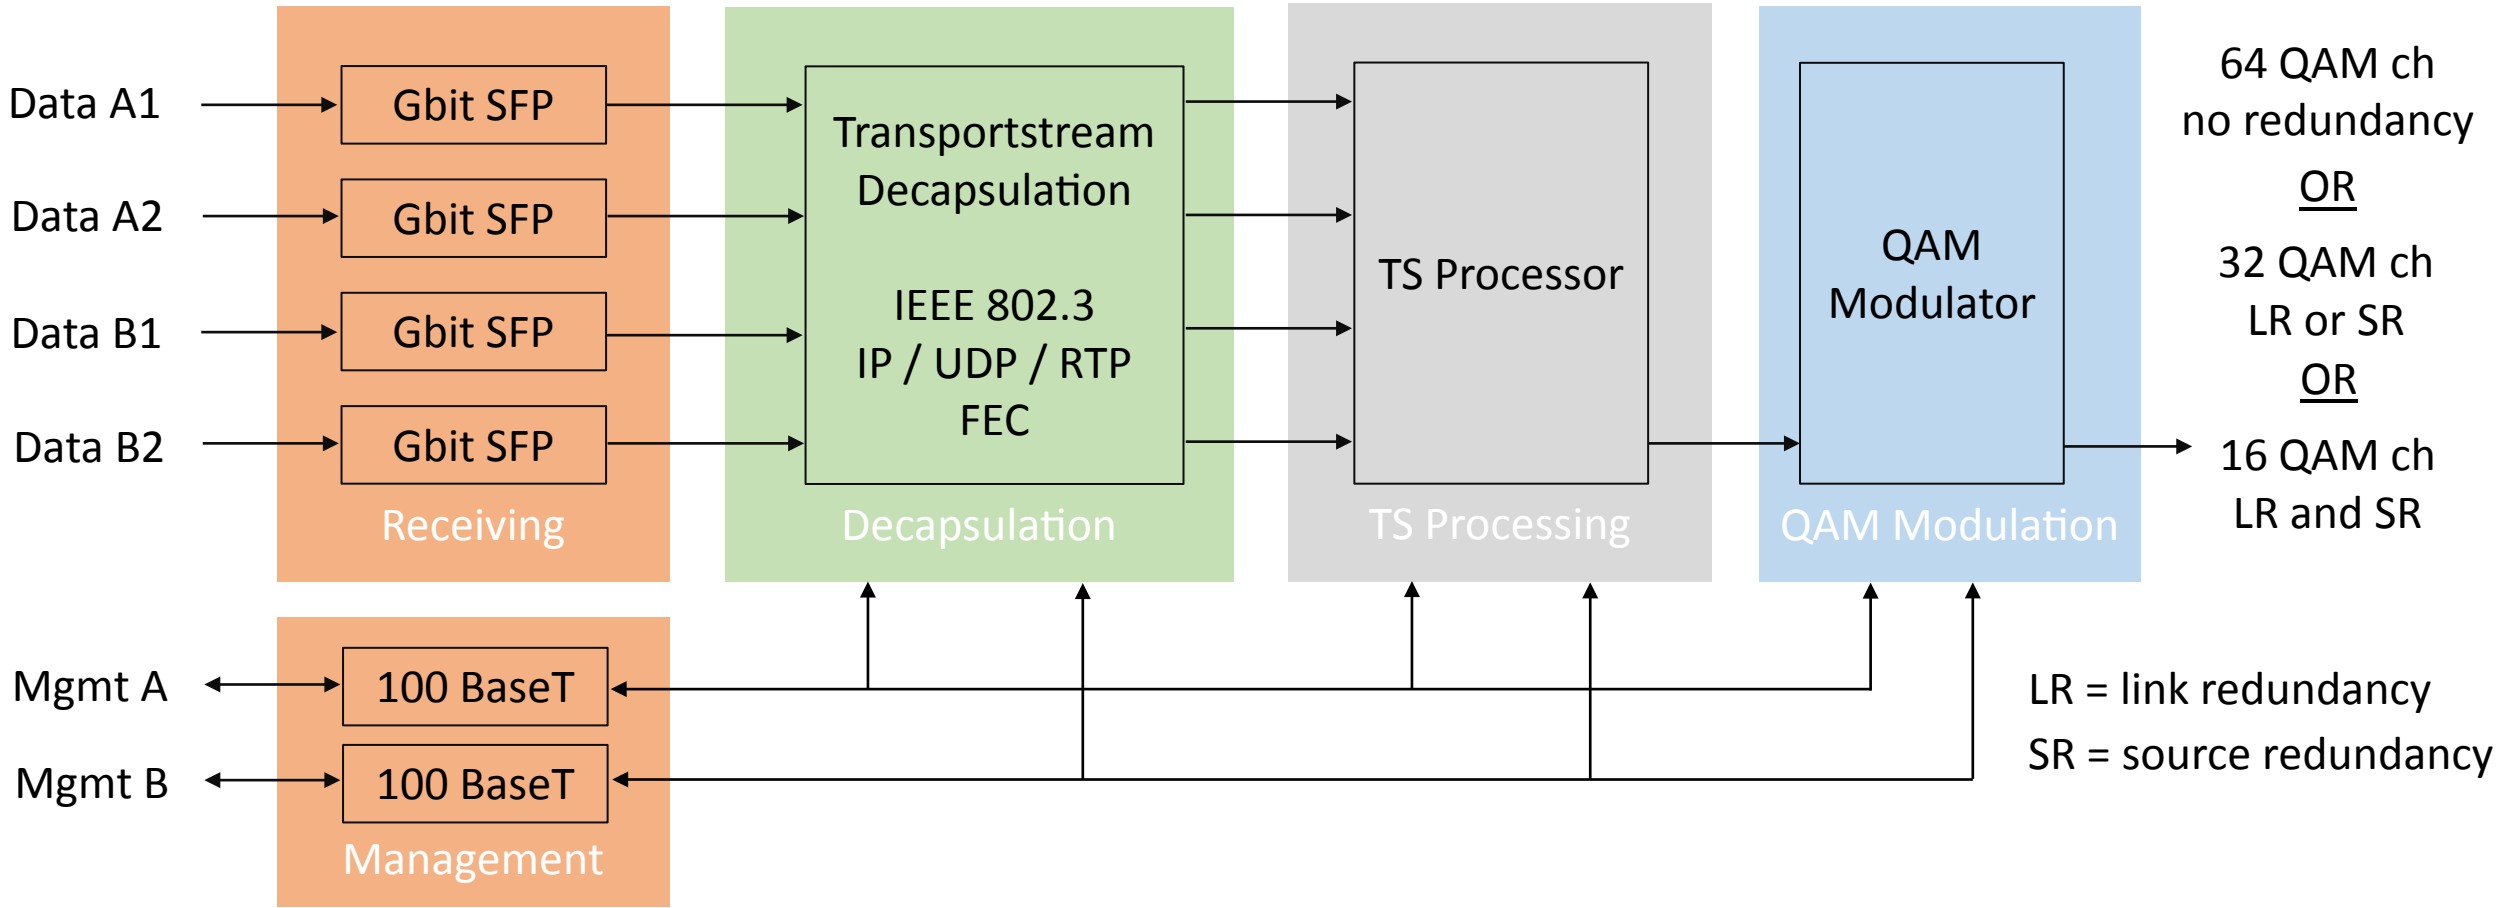 Data A1
Data A2
Data B1
Data B2
Gbit SFP
Gbit SFP
Gbit SFP
Gbit SFP
Receiving
Transportstream
Decapsulation
IEEE 802.3
IP / UDP / RTP
FEC
Decapsulation
TS Processor
TS Processing
QAM
Modulator
QAM Modulation
64 QAM ch
no redundancy
OR
32 QAM ch
LR or SR
OR
16 QAM ch
LR and SR
Mgmt A
Mgmt B
100 BaseT
100 BaseT
Management
LR = link redundancy
SR = source redundancy